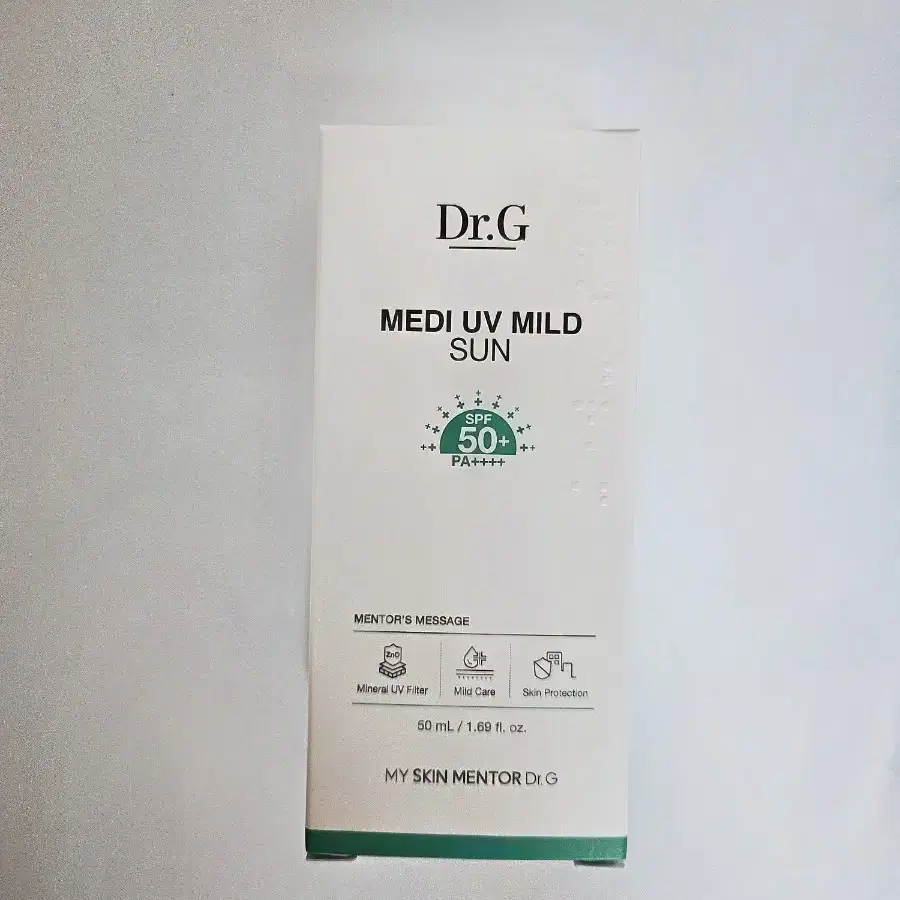 Dr.G
MEDI UV MILD
SUN
SPF
50+
PA++++
MENTOR'S MESSAGE
ZnO
Mineral UV Filter
Mild Care
Skin Protection
50 mL / 1.69 fl. oz.
MY SKIN MENTOR Dr.G